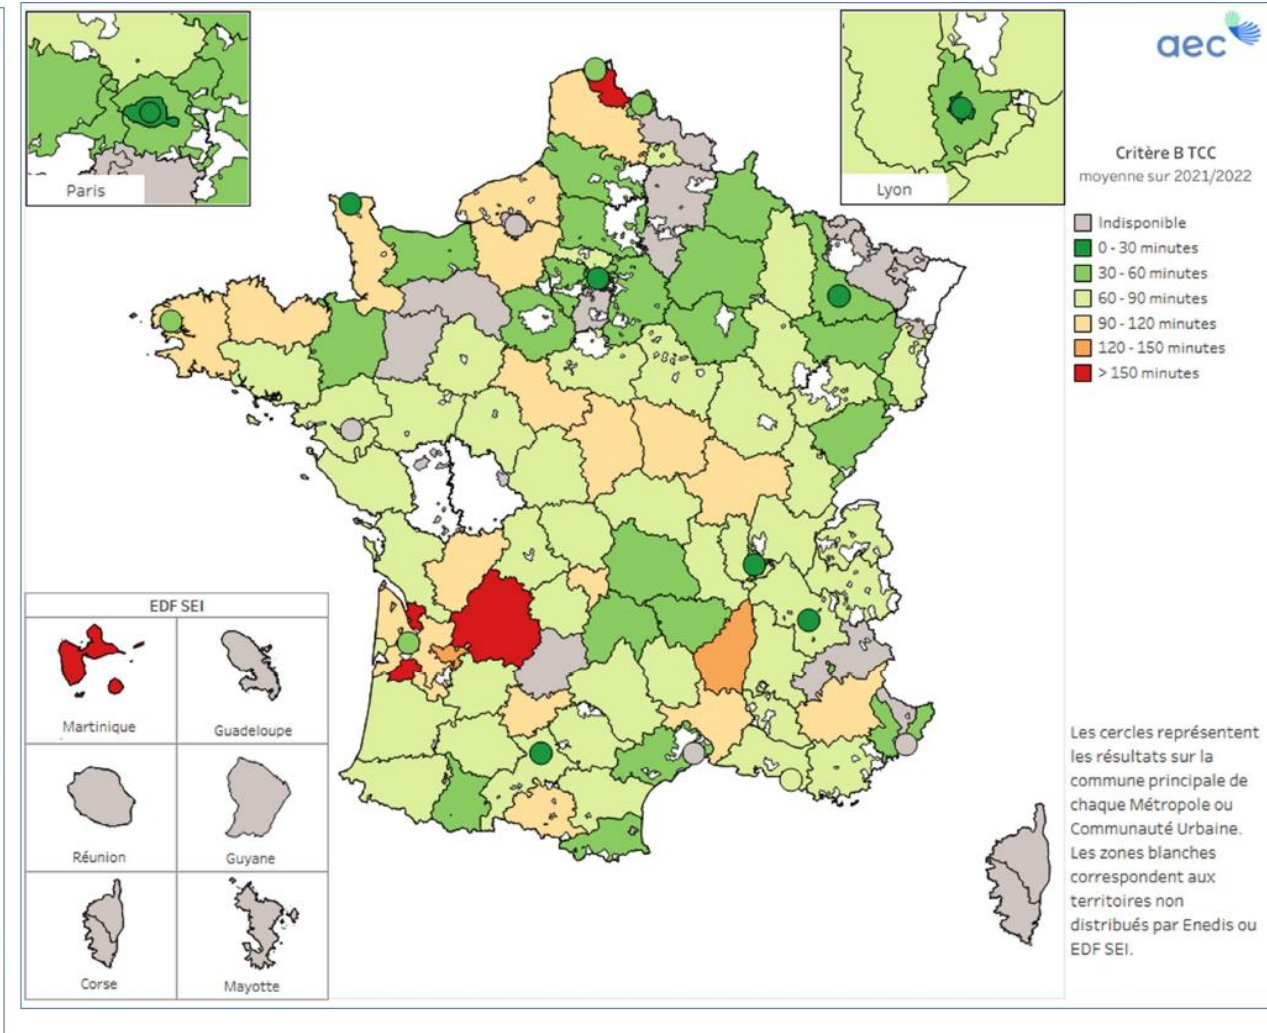 aec
Paris
Lyon
Critère B TCC
moyenne sur 2021/2022
Indisponible
0 - 30 minutes
30 - 60 minutes
60 - 90 minutes
90 - 120 minutes
120 - 150 minutes
> 150 minutes
EDF SEI
Martinique
Guadeloupe
Réunion
Guyane
Corse
Mayotte
Les cercles représentent
les résultats sur la
commune principale de
chaque Métropole ou
Communauté Urbaine.
Les zones blanches
correspondent aux
territoires non
distribués par Enedis ou
EDF SEI.